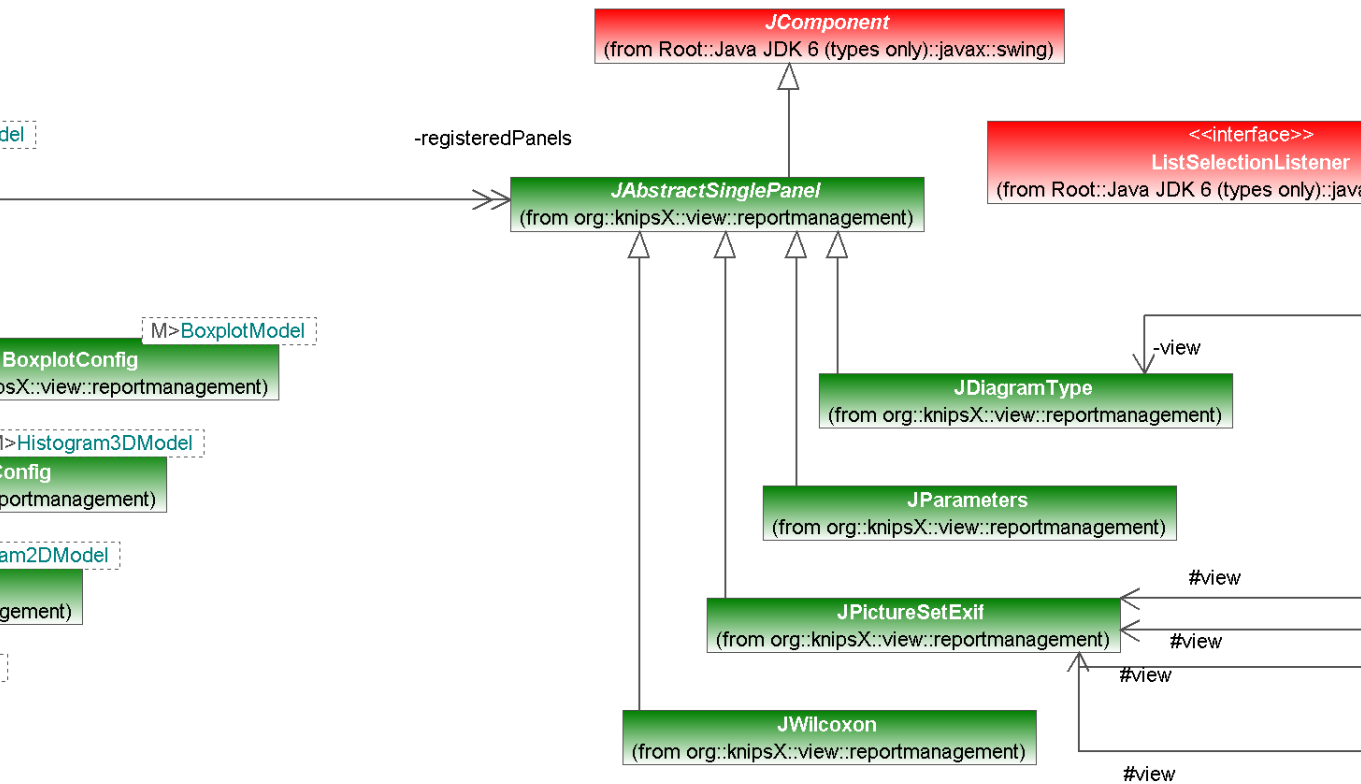 JComponent
(from Root::Java JDK 6 (types only)::javax::swing)
del
-registeredPanels
<<interface>>
ListSelectionListener
(from Root::Java JDK 6 (types only)::java
JAbstractSinglePanel
(from org::knipsX::view::reportmanagement)
M>BoxplotModel
BoxplotConfig
psX::view::reportmanagement)
-view
JDiagramType
(from org::knipsX::view::reportmanagement)
M>Histogram3DModel
Config
portmanagement)
JParameters
(from org::knipsX::view::reportmanagement)
am2DModel
gement)
#view
JPictureSetExif
(from org::knipsX::view::reportmanagement)
#view
#view
JWilcoxon
(from org::knipsX::view::reportmanagement)
#view